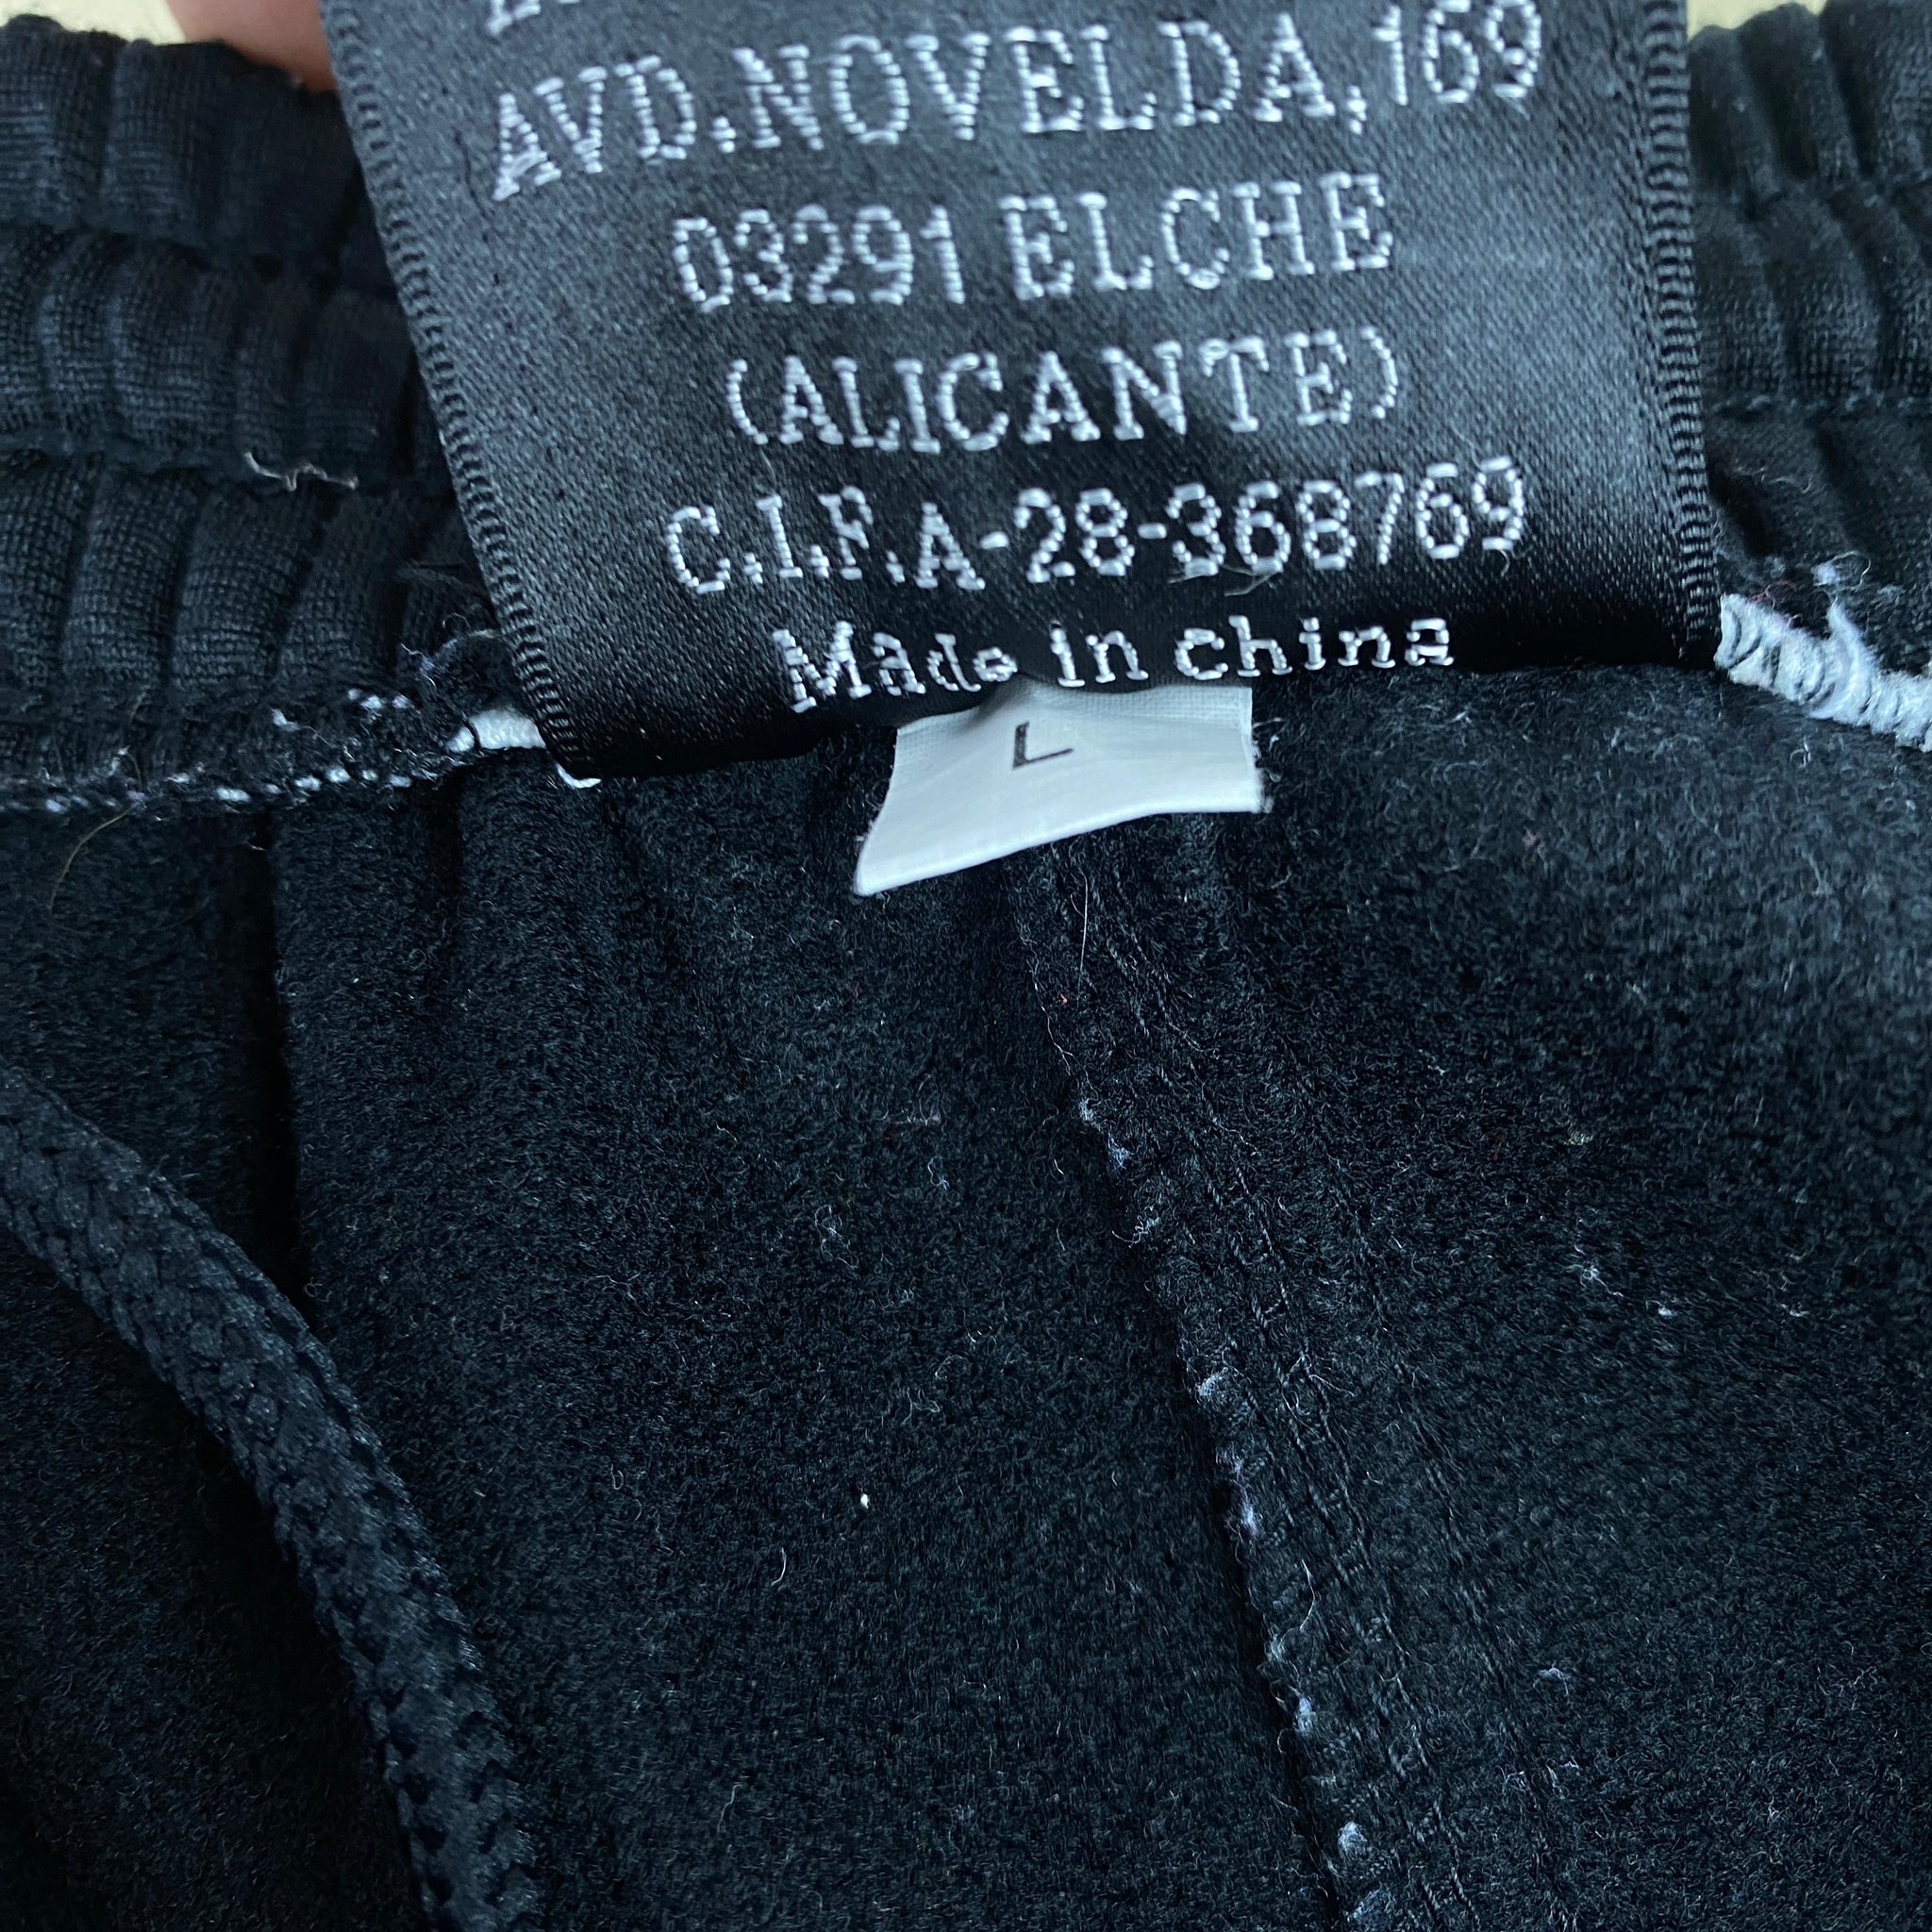 AVD.NOVELDA,169
03291 ELCHE
(ALICANTE)
C.I.F.A-28-368769
Made in china
L